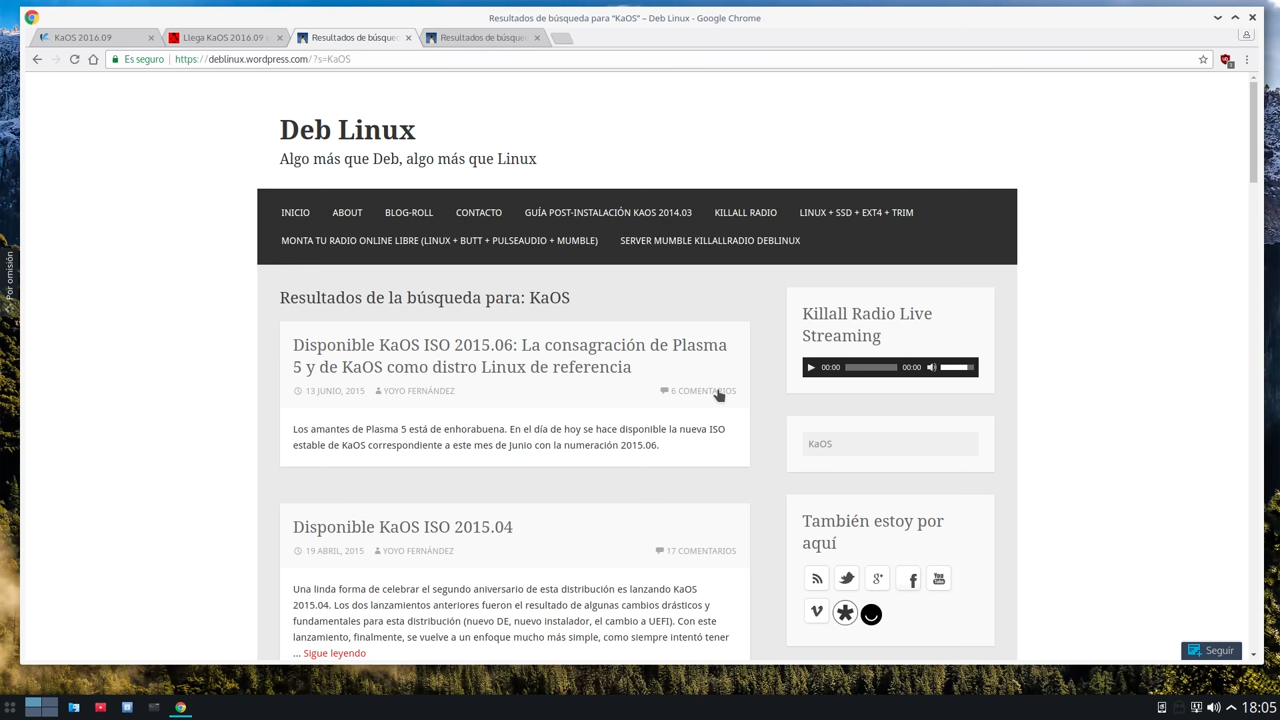 Resultados de búsqueda para “KaOS” – Deb Linux - Google Chrome
KaOS 2016.09
Llega KaOS 2016.09
Resultados de búsque
Resultados de búsque
Es seguro
https://deblinux.wordpress.com/?s=KaOS
Deb Linux
Algo más que Deb, algo más que Linux
INICIO
ABOUT
BLOG-ROLL
CONTACTO
GUÍA POST-INSTALACIÓN KAOS 2014.03
KILLALL RADIO
LINUX + SSD + EXT4 + TRIM
MONTA TU RADIO ONLINE LIBRE (LINUX + BUTT + PULSEAUDIO + MUMBLE)
SERVER MUMBLE KILLALLRADIO DEBLINUX
Resultados de la búsqueda para: KaOS
Disponible KaOS ISO 2015.06: La consagración de Plasma
5 y de KaOS como distro Linux de referencia
13 JUNIO, 2015
YOYO FERNÁNDEZ
6 COMENTARIOS
Los amantes de Plasma 5 está de enhorabuena. En el día de hoy se hace disponible la nueva ISO
estable de KaOS correspondiente a este mes de Junio con la numeración 2015.06.
Disponible KaOS ISO 2015.04
19 ABRIL, 2015
YOYO FERNÁNDEZ
17 COMENTARIOS
Una linda forma de celebrar el segundo aniversario de esta distribución es lanzando KaOS
2015.04. Los dos lanzamientos anteriores fueron el resultado de algunas cambios drásticos y
fundamentales para esta distribución (nuevo DE, nuevo instalador, el cambio a UEFI). Con este
lanzamiento, finalmente, se vuelve a un enfoque mucho más simple, como siempre intentó tener
... Sigue leyendo
Killall Radio Live
Streaming
00:00
00:00
KaOS
También estoy por
aquí
You
Tube
Seguir
Por omisión
18:05